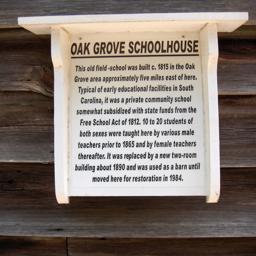 OAK GROVE SCHOOLHOUSE
This old field-school was built c. 1815 in the Oak
Grove area approximately five miles east of here.
Typical of early educational facilities in South
Carolina, it was a private community school
somewhat subsidized with state funds from the
Free School Act of 1812. 10 to 20 students of
both sexes were taught here by various male
teachers prior to 1865 and by female teachers
thereafter. It was replaced by a new two-room
building about 1890 and was used as a barn until
moved here for restoration in 1984.